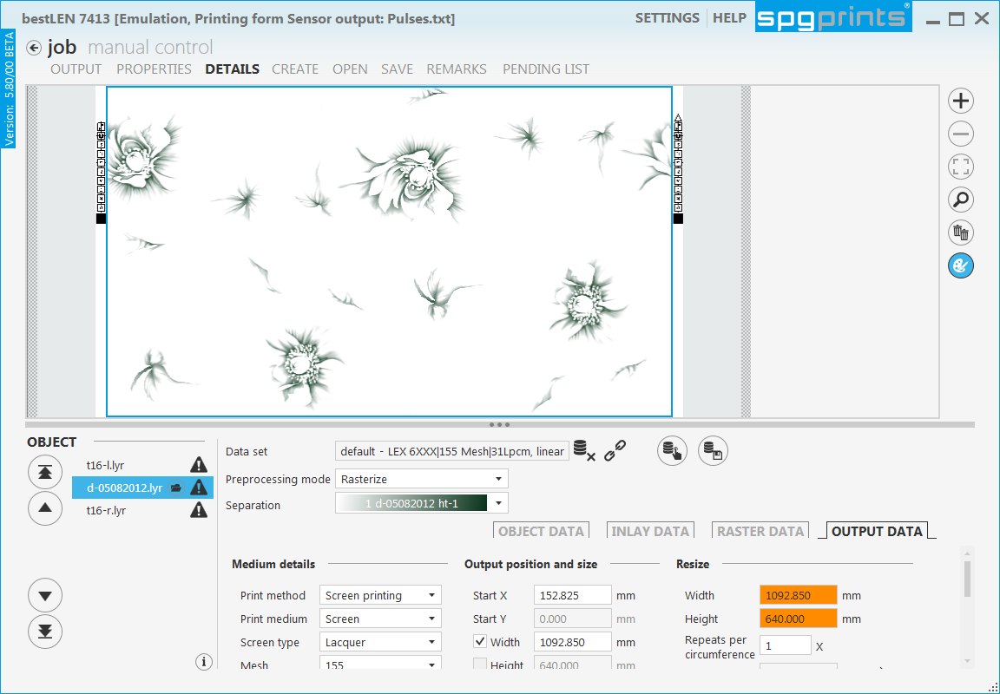 bestLEN 7413 [Emulation, Printing form Sensor output: Pulses.txt]
SETTINGS HELP
spgprints®
Version: 5.80/00 BETA
job manual control
OUTPUT PROPERTIES DETAILS CREATE OPEN SAVE REMARKS PENDING LIST
OBJECT
t16-l.lyr
d-05082012.lyr
t16-r.lyr
Data set default - LEX 6XXX|155 Mesh|31Lpcm, linear
Preprocessing mode Rasterize
Separation 1 d-05082012 ht-1
OBJECT DATA INLAY DATA RASTER DATA OUTPUT DATA
Medium details Output position and size Resize
Print method Screen printing Start X 152.825 mm Width 1092.850 mm
Print medium Screen Start Y 0.000 mm Height 640.000 mm
Screen type Lacquer Width 1092.850 mm Repeats per circumference 1 X
Mesh 155 Height 640.000 mm